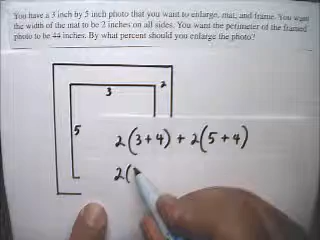 You have a 3 inch by 5 inch photo that you want to enlarge, mat, and frame. You want
the width of the mat to be 2 inches on all sides. You want the perimeter of the framed
photo to be 44 inches. By what percent should you enlarge the photo?
3
2
5
2(3+4) + 2(5+4)
2(